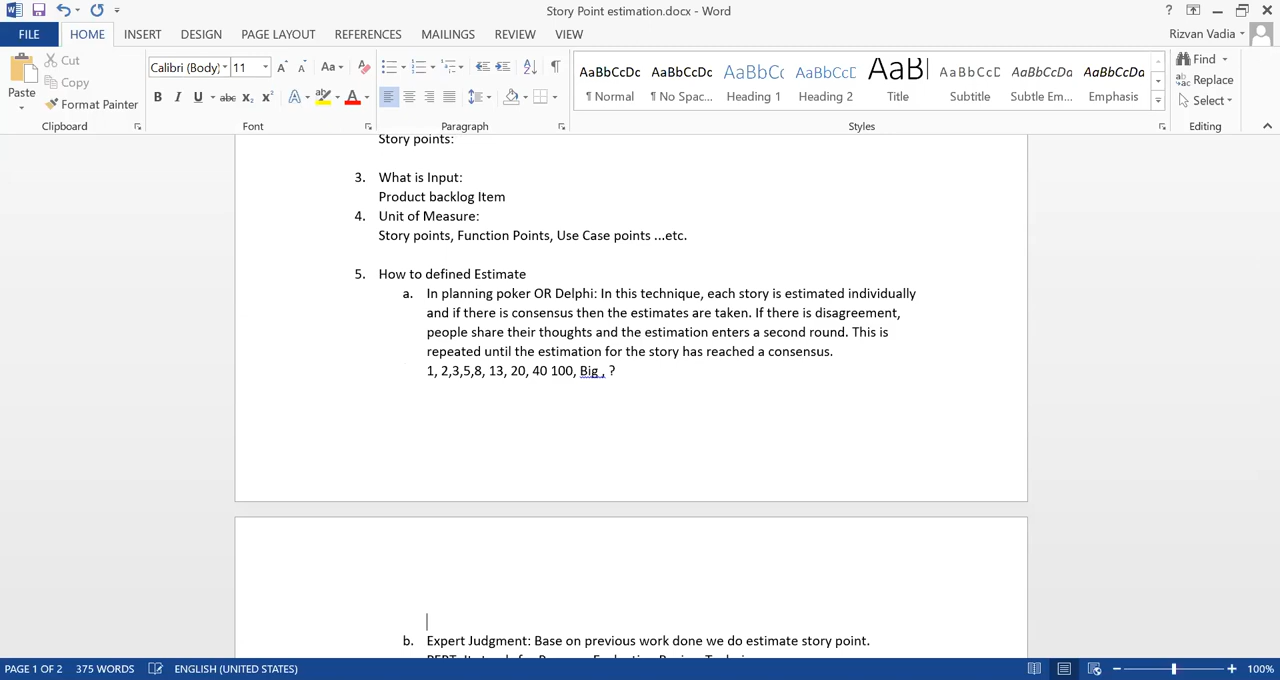 Story Point estimation.docx - Word
?
FILE HOME INSERT DESIGN PAGE LAYOUT REFERENCES MAILINGS REVIEW VIEW
Rizvan Vadia
Paste
Cut
Copy
Format Painter
Clipboard
Calibri (Body) 11
Aa
B I U abc x₂ x² A ab A
Font
Paragraph
AaBbCcDc AaBbCcDc AaBbCc AaBbCcD AaB AaBbCcD AaBbCcDa AaBbCcDa
¶ Normal ¶ No Spac... Heading 1 Heading 2 Title Subtitle Subtle Em... Emphasis
Styles
Find
Replace
Select
Editing
Story points:
3. What is Input:
Product backlog Item
4. Unit of Measure:
Story points, Function Points, Use Case points ...etc.
5. How to defined Estimate
a. In planning poker OR Delphi: In this technique, each story is estimated individually
and if there is consensus then the estimates are taken. If there is disagreement,
people share their thoughts and the estimation enters a second round. This is
repeated until the estimation for the story has reached a consensus.
1, 2,3,5,8, 13, 20, 40 100, Big , ?
b. Expert Judgment: Base on previous work done we do estimate story point.
PAGE 1 OF 2 375 WORDS ENGLISH (UNITED STATES) 100%